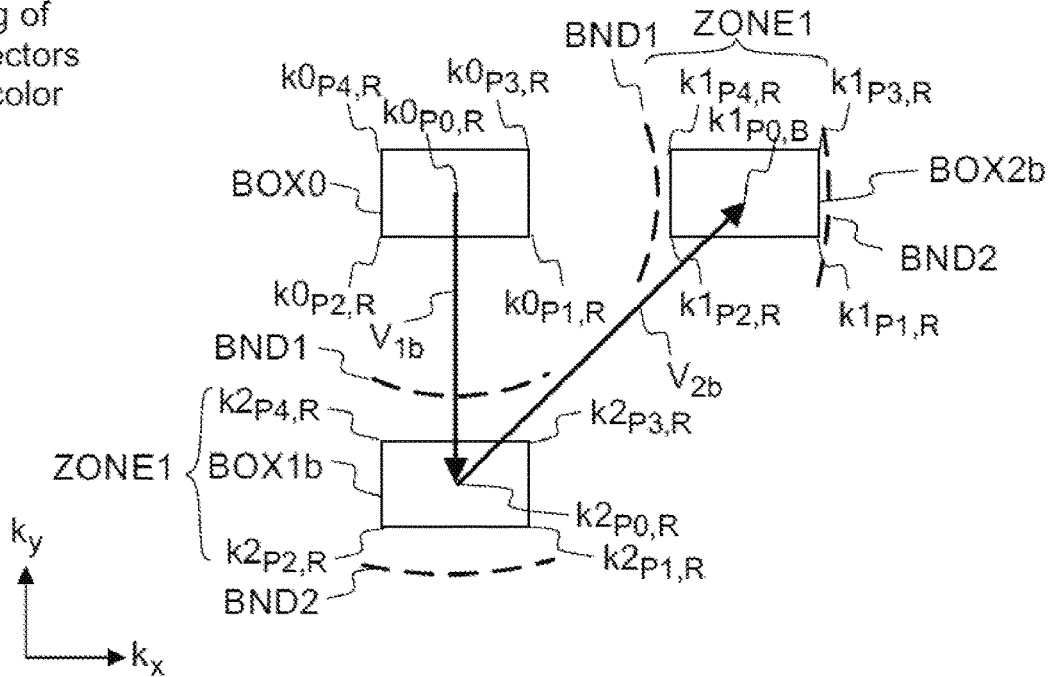 g of
ectors
color
BND1
ZONE1
k0P4,R
k0P3,R
k0P0,R
k1P4,R
k1P3,R
k1P0,B
BOX0
BOX2b
BND2
k0P2,R
k0P1,R
k1P2,R
k1P1,R
V1b
V2b
BND1
k2P4,R
k2P3,R
ZONE1
BOX1b
k2P0,R
k2P2,R
k2P1,R
BND2
ky
kx